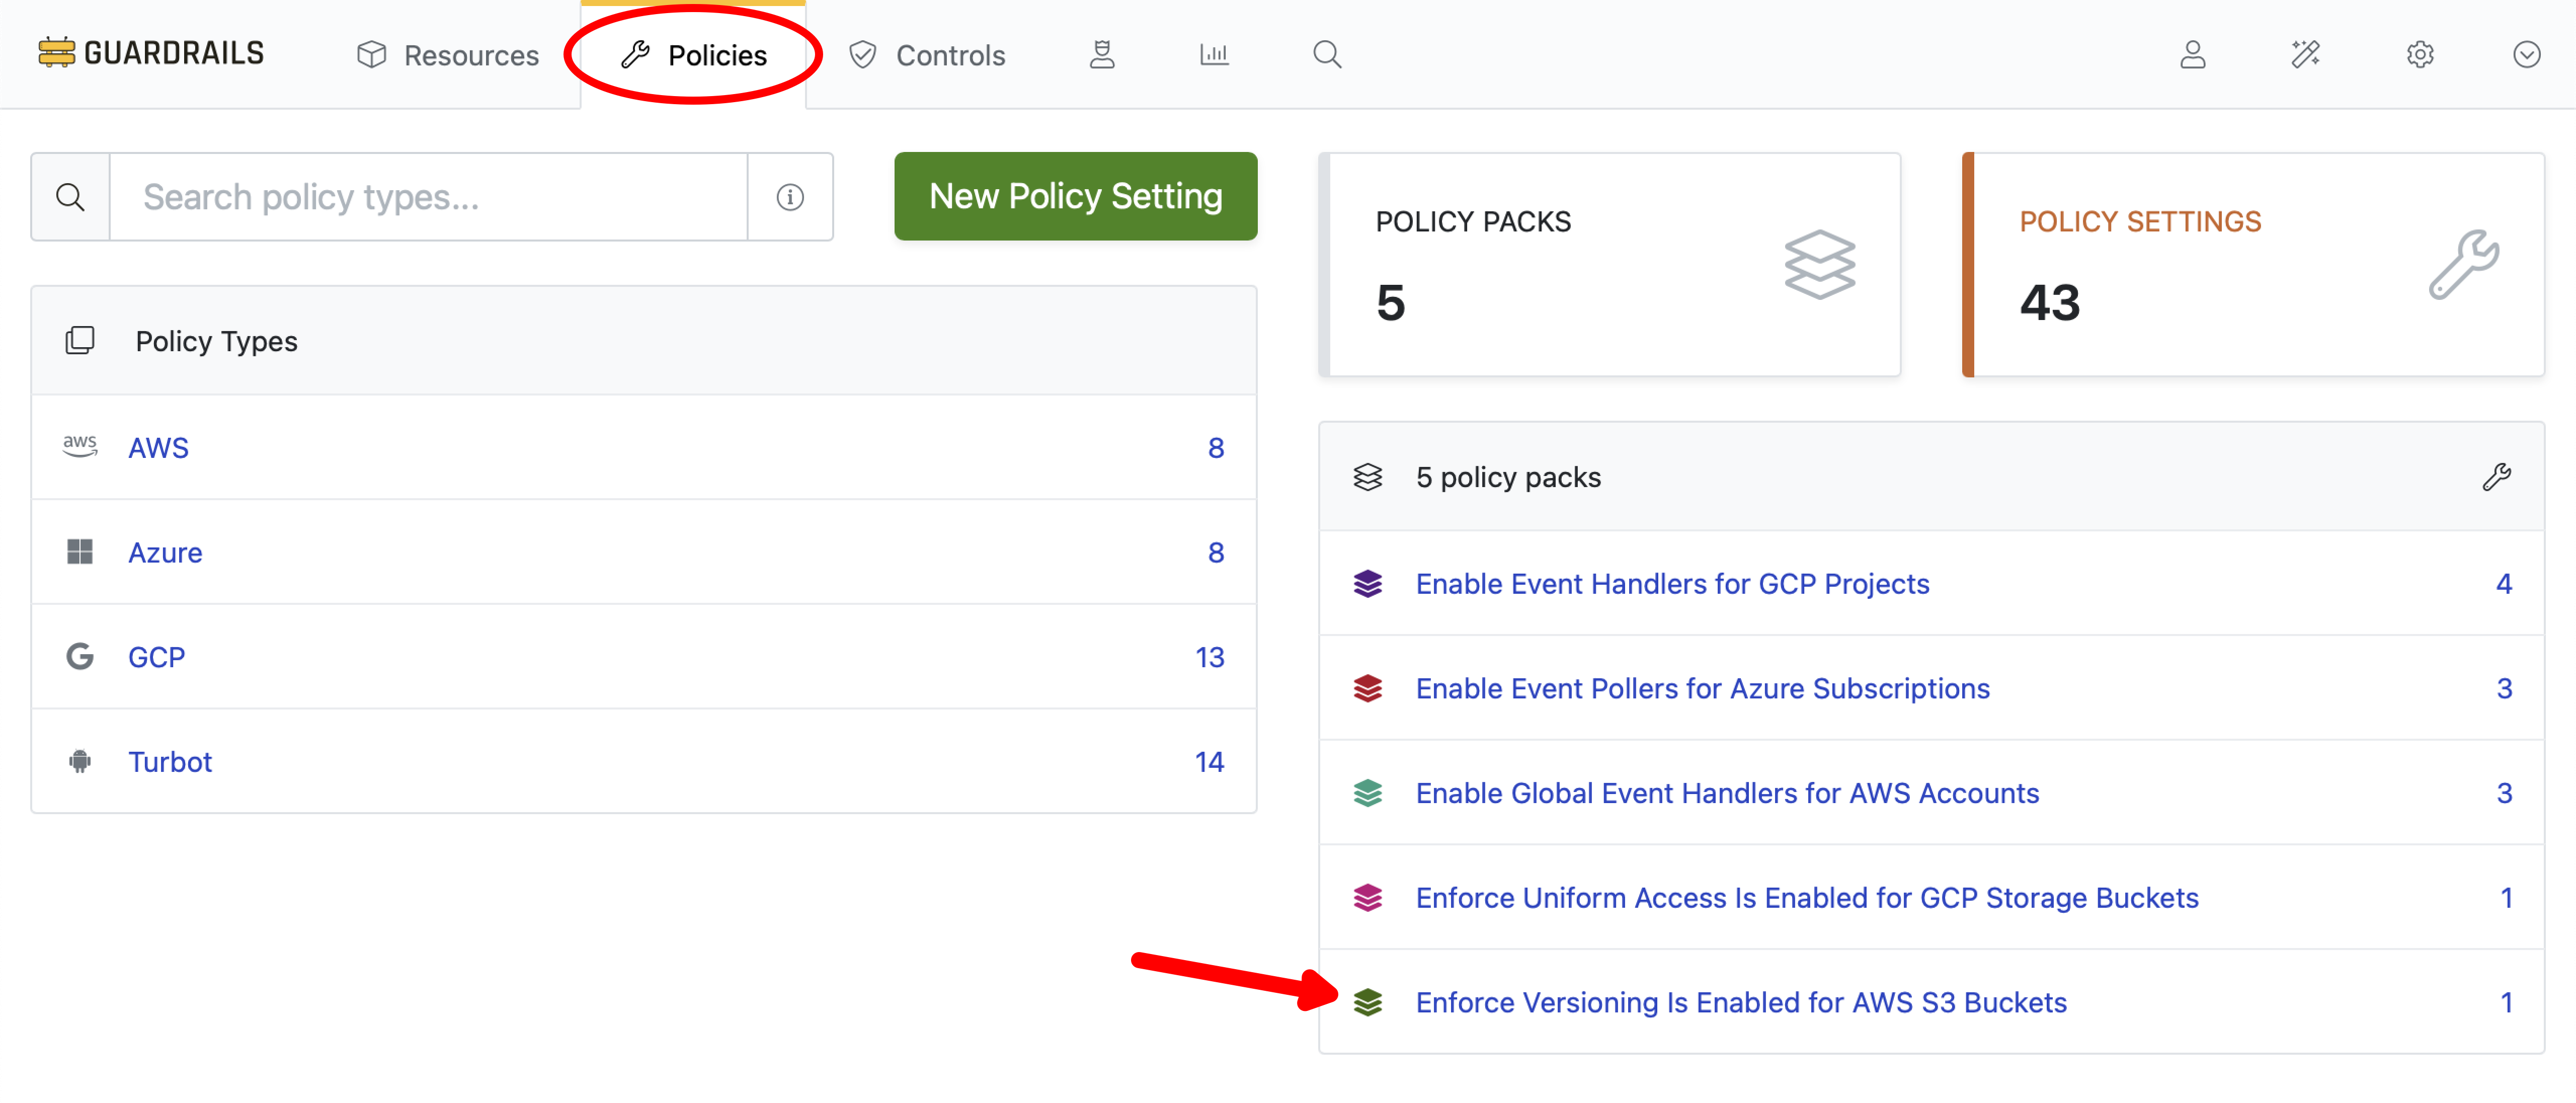 GUARDRAILS
Resources
Policies
Controls
Search policy types...
New Policy Setting
POLICY PACKS
5
POLICY SETTINGS
43
Policy Types
aws AWS 8
Azure 8
GCP 13
Turbot 14
5 policy packs
Enable Event Handlers for GCP Projects 4
Enable Event Pollers for Azure Subscriptions 3
Enable Global Event Handlers for AWS Accounts 3
Enforce Uniform Access Is Enabled for GCP Storage Buckets 1
Enforce Versioning Is Enabled for AWS S3 Buckets 1